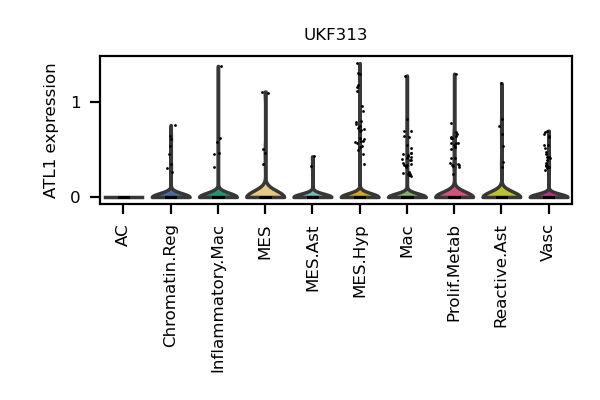 UKF313
ATL1 expression
1
0
AC
Chromatin.Reg
Inflammatory.Mac
MES
MES.Ast
MES.Hyp
Mac
Prolif.Metab
Reactive.Ast
Vasc